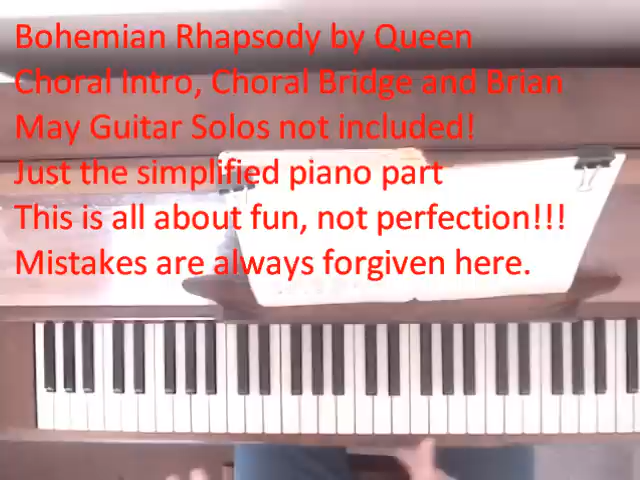 Bohemian Rhapsody by Queen
Choral Intro, Choral Bridge and Brian
May Guitar Solos not included!
Just the simplified piano part
This is all about fun, not perfection!!!
Mistakes are always forgiven here.